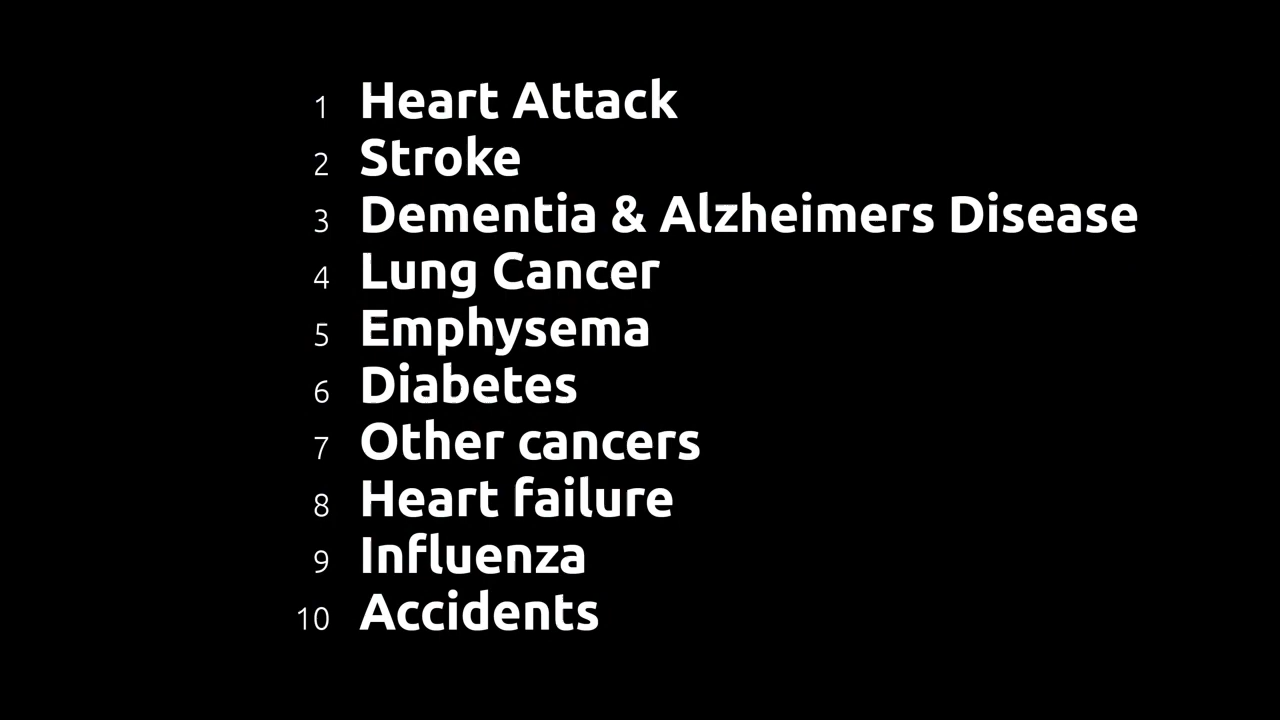 1 Heart Attack
2 Stroke
3 Dementia & Alzheimers Disease
4 Lung Cancer
5 Emphysema
6 Diabetes
7 Other cancers
8 Heart failure
9 Influenza
10 Accidents